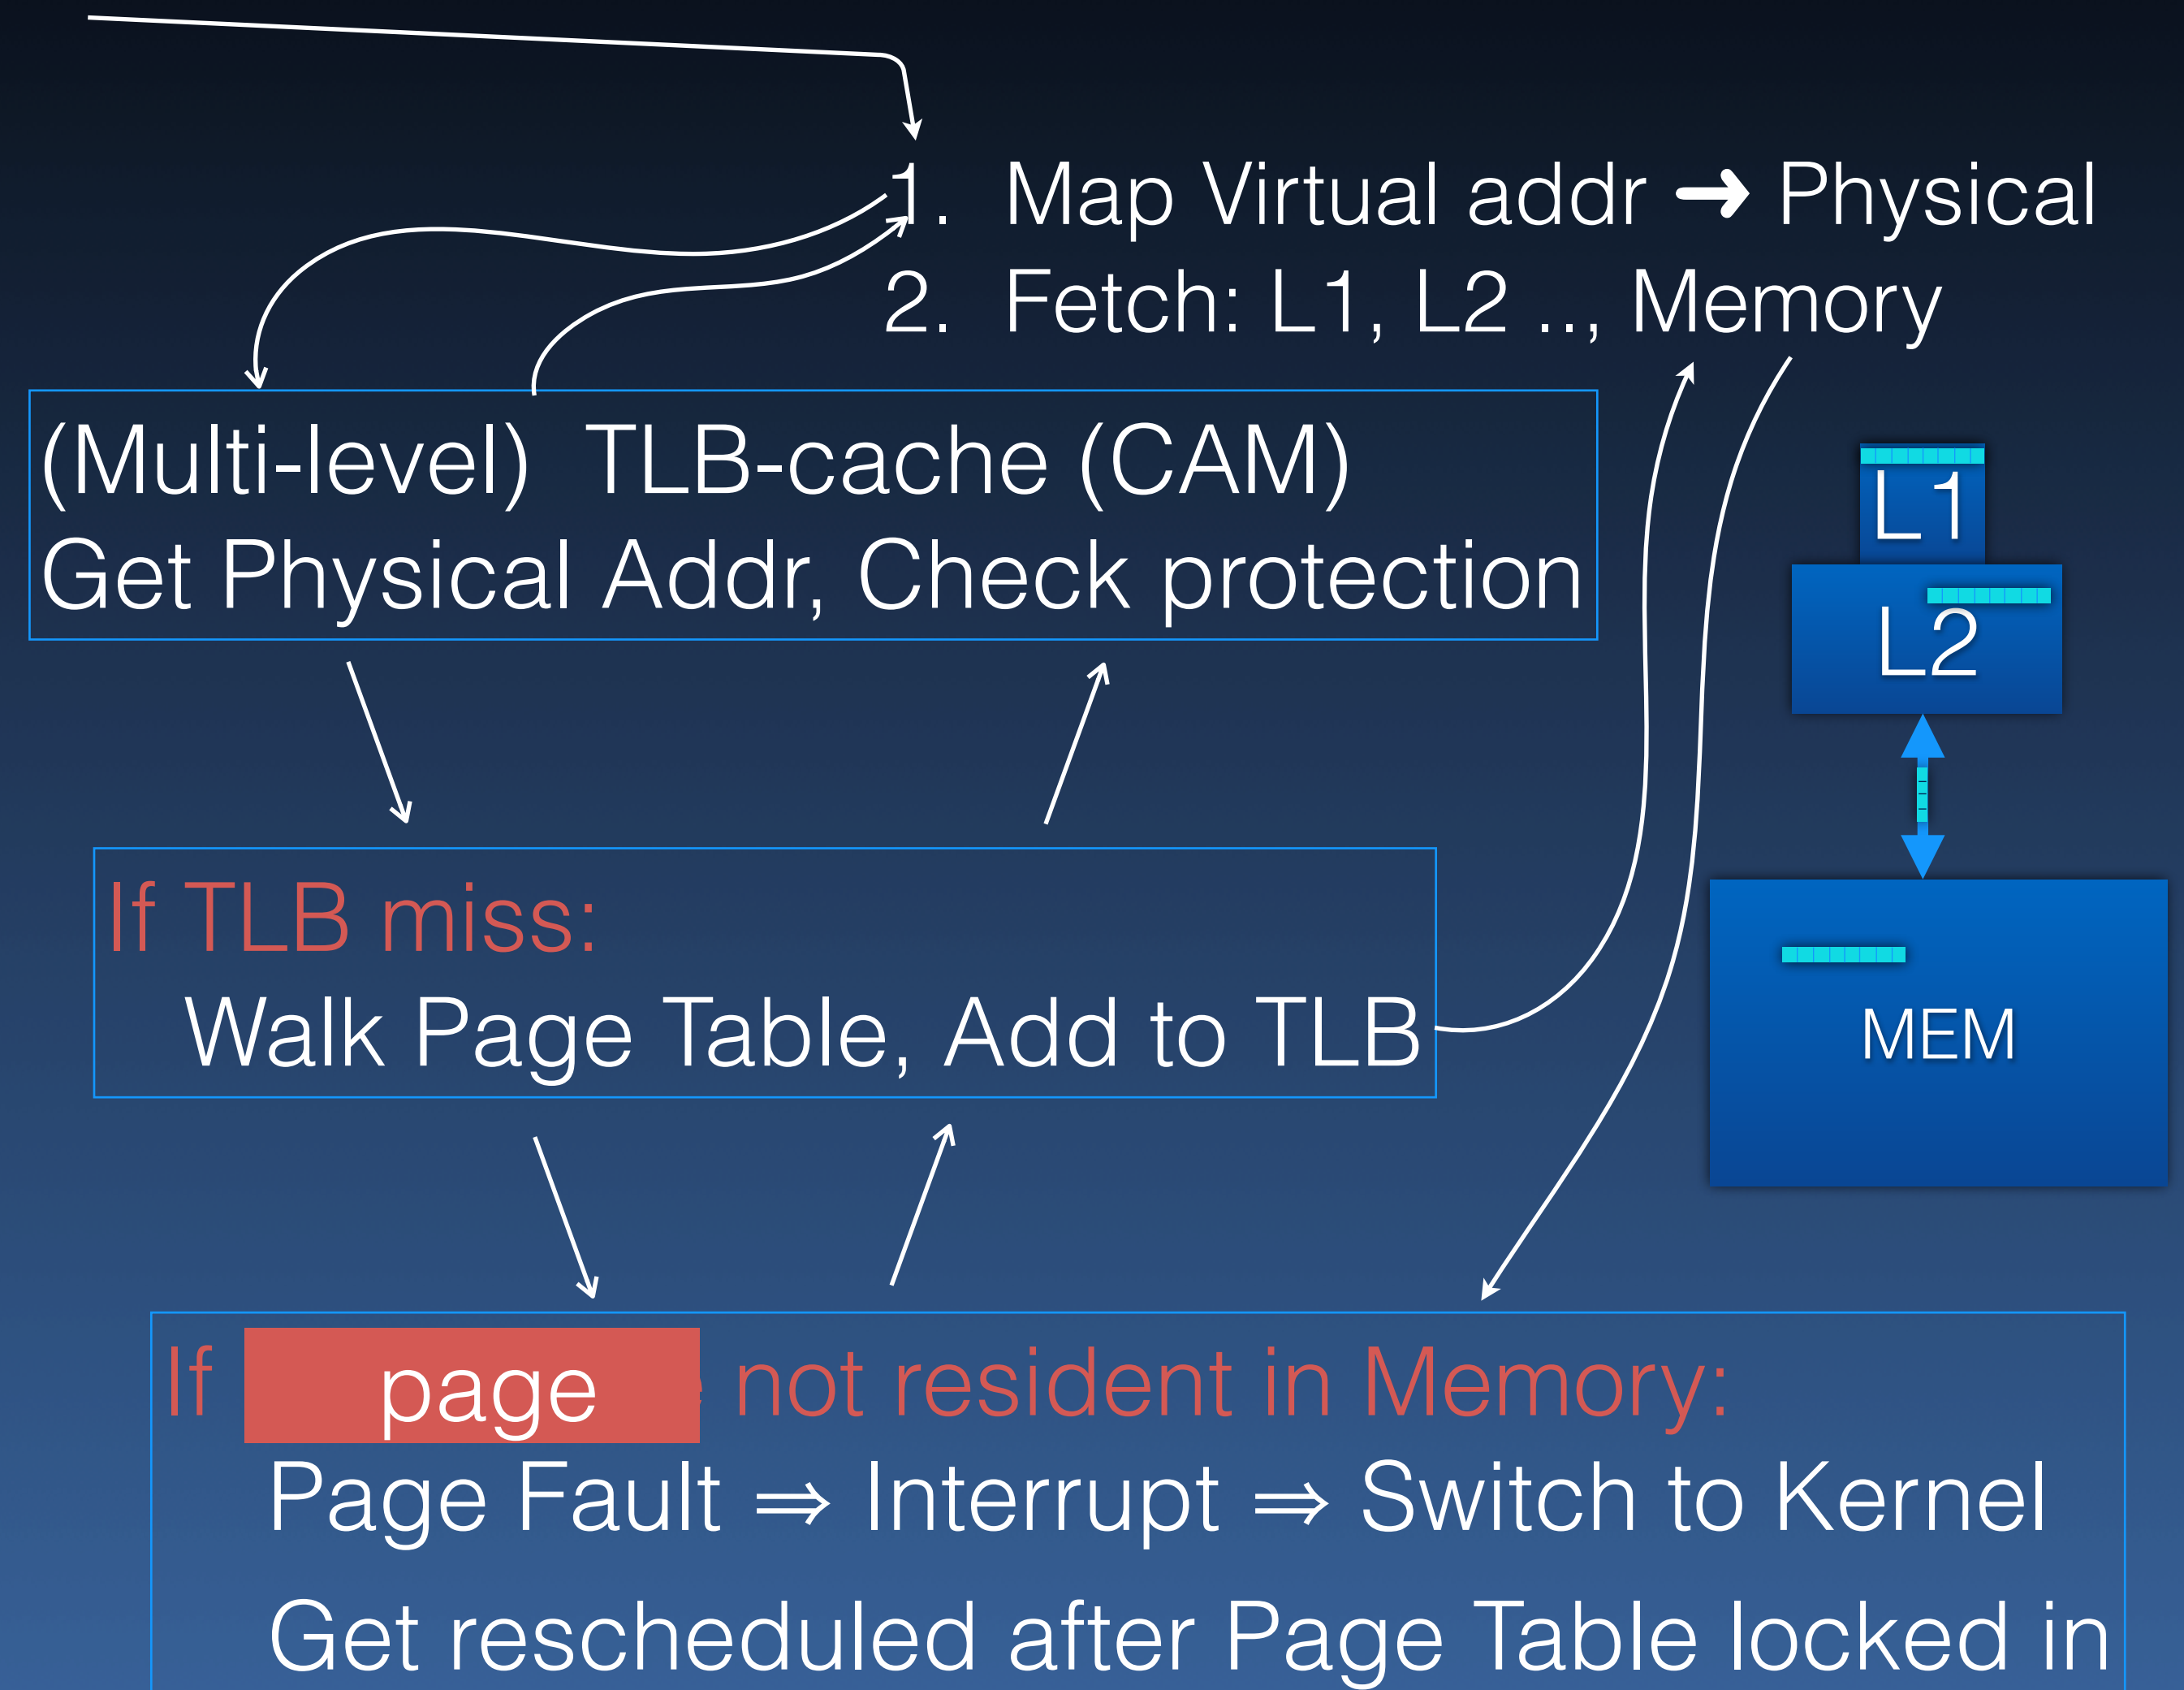 1. Map Virtual addr ➜ Physical
2. Fetch: L1, L2 .., Memory
(Multi-level) TLB-cache (CAM)
Get Physical Addr, Check protection
L1
L2
If TLB miss:
Walk Page Table, Add to TLB
MEM
If page not resident in Memory:
Page Fault ⇒ Interrupt ⇒ Switch to Kernel
Get rescheduled after Page Table locked in